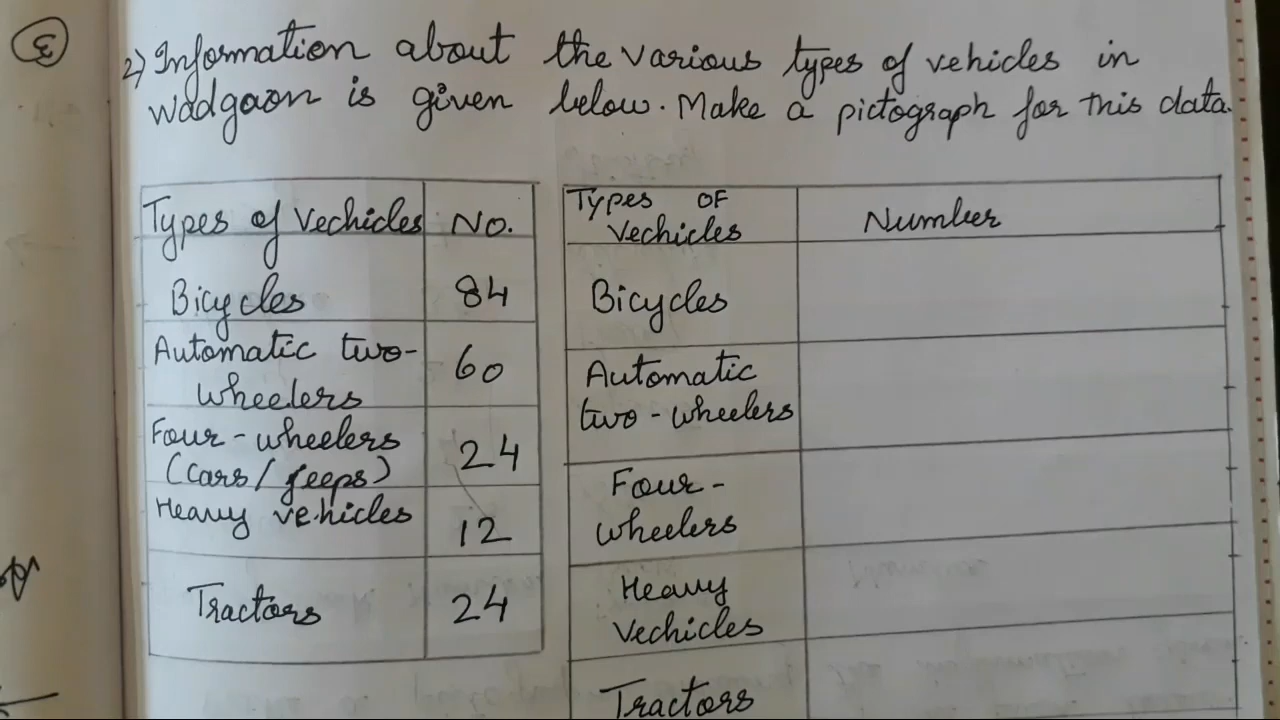 3
2) Information about the various types of vehicles in
Wadgaon is given below. Make a pictograph for this data.
Types of Vechicles No.
Bicycles 84
Automatic two-
wheelers 60
Four-wheelers
(cars/jeeps) 24
Heavy vehicles 12
Tractors 24
Types OF
Vechicles Number
Bicycles
Automatic
two-wheelers
Four-
wheelers
Heavy
Vechicles
Tractors